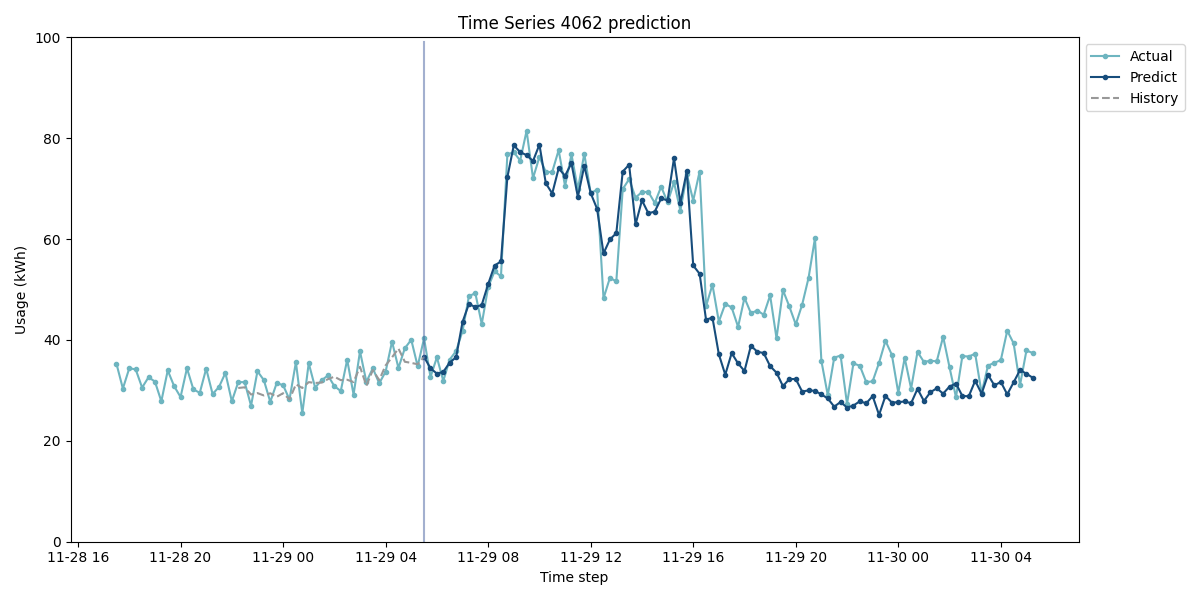 Time Series 4062 prediction
100
80
60
40
20
0
Usage (kWh)
11-28 16
11-28 20
11-29 00
11-29 04
11-29 08
11-29 12
11-29 16
11-29 20
11-30 00
11-30 04
Time step
Actual
Predict
History